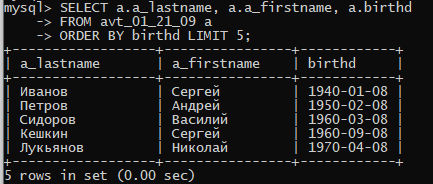 mysql> SELECT a.a_lastname, a.a_firstname, a.birthd
    -> FROM avt_01_21_09 a
    -> ORDER BY birthd LIMIT 5;
+------------+-------------+------------+
| a_lastname | a_firstname | birthd     |
+------------+-------------+------------+
| Иванов     | Сергей      | 1940-01-08 |
| Петров     | Андрей      | 1950-02-08 |
| Сидоров    | Василий     | 1960-03-08 |
| Кешкин     | Сергей      | 1960-09-08 |
| Лукьянов   | Николай     | 1970-04-08 |
+------------+-------------+------------+
5 rows in set (0.00 sec)